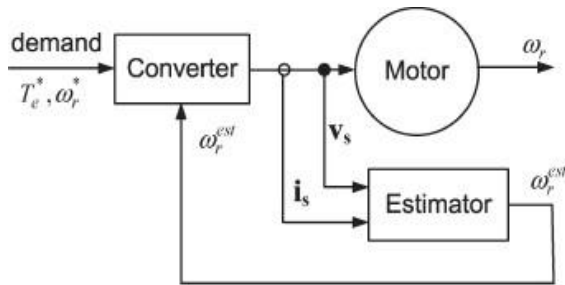 demand
T_e^*, ω_r^*
Converter
Motor
ω_r
ω_r^{est}
v_s
i_s
Estimator
ω_r^{est}